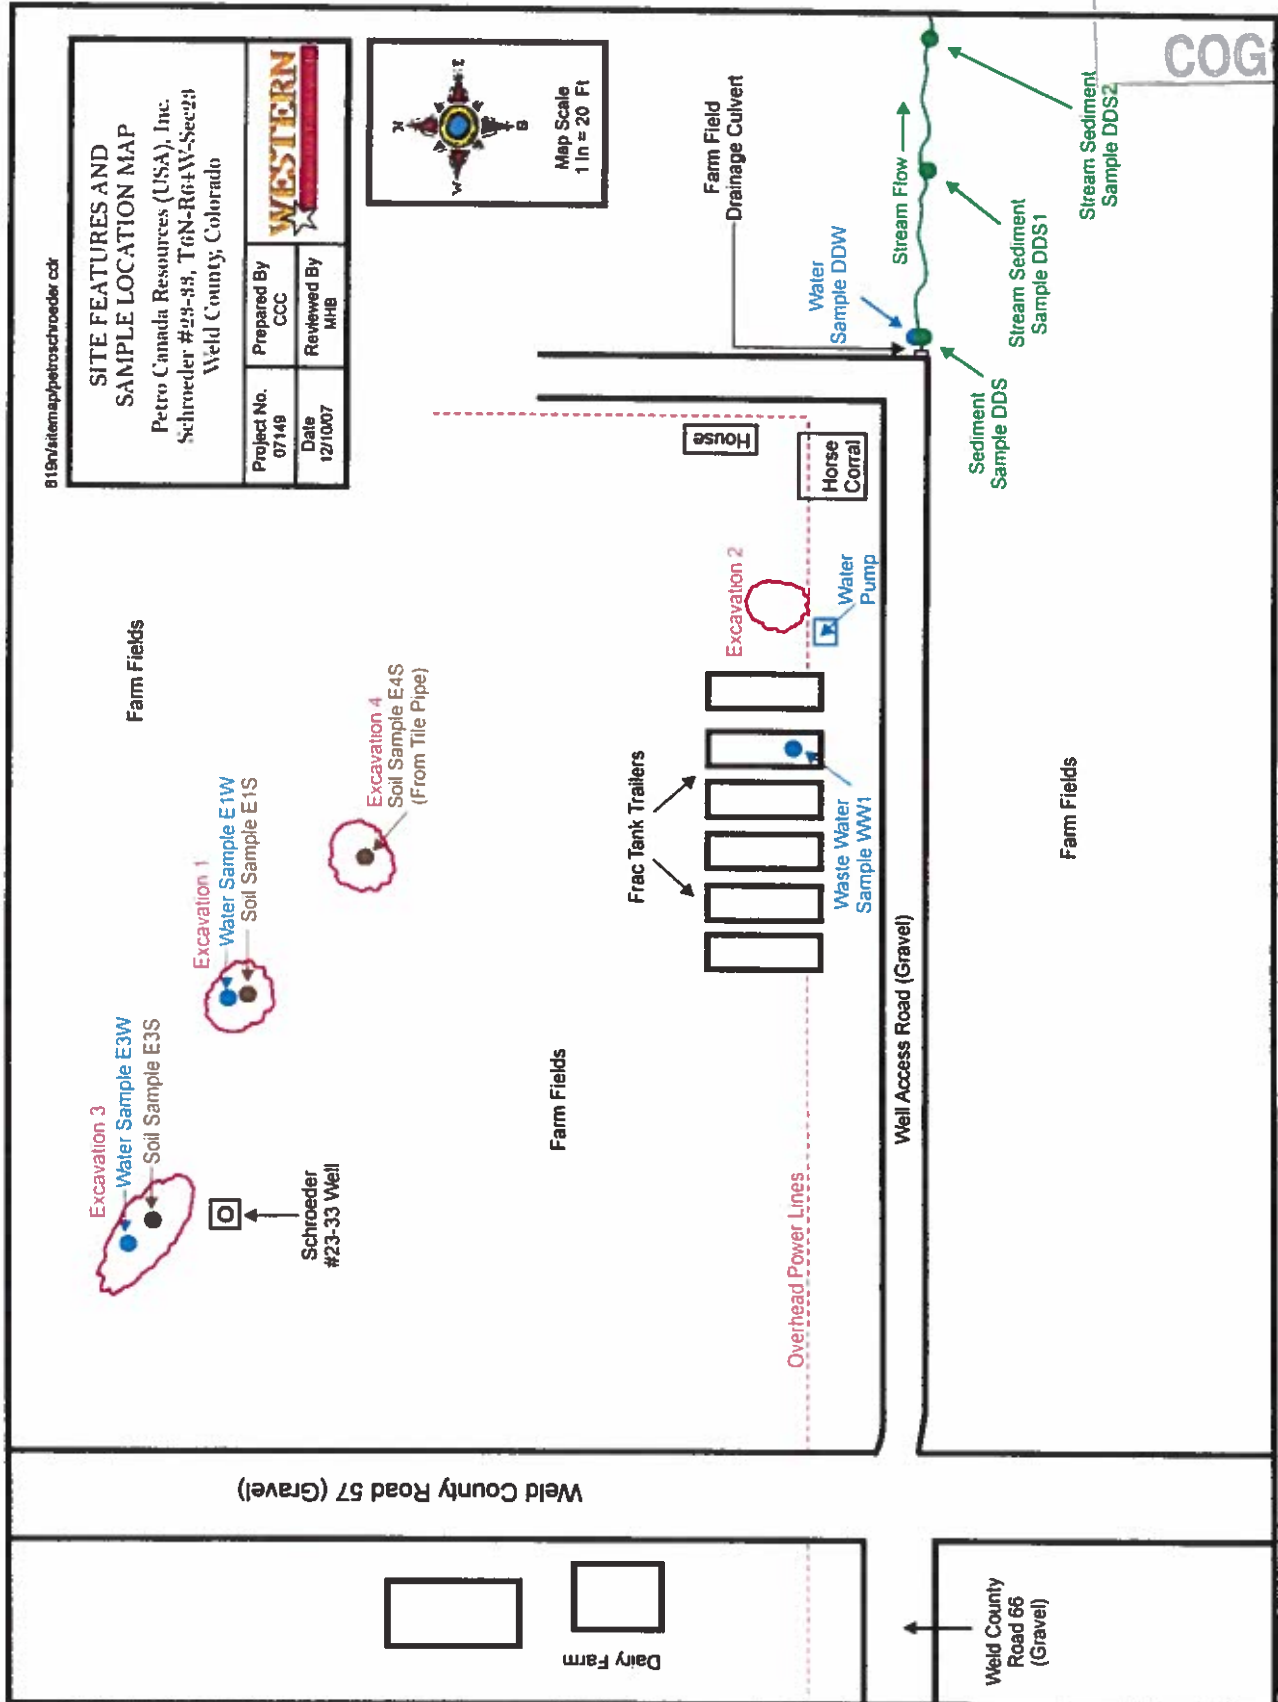 819n/sitemap/petroschroeder cdr
SITE FEATURES AND
SAMPLE LOCATION MAP
Petro Canada Resources (USA), Inc.
Schroeder #23-33, T6N-R64W-Sec23
Weld County, Colorado
Project No.
07149
Prepared By
CCC
Date
12/10/07
Reviewed By
MHB
WESTERN
N
W
E
S
Map Scale
1 In = 20 Ft
Farm Fields
Excavation 3
Water Sample E3W
Soil Sample E3S
Schroeder
#23-33 Well
Excavation 1
Water Sample E1W
Soil Sample E1S
Excavation 4
Soil Sample E4S
(From Tile Pipe)
Farm Fields
Frac Tank Trailers
Waste Water
Sample WW1
Excavation 2
Water
Pump
House
Horse
Corral
Overhead Power Lines
Well Access Road (Gravel)
Farm Field
Drainage Culvert
Water
Sample DDW
Stream Flow
Sediment
Sample DDS
Stream Sediment
Sample DDS1
Stream Sediment
Sample DDS2
COG
Farm Fields
Weld County Road 57 (Gravel)
Dairy Farm
Weld County
Road 66
(Gravel)